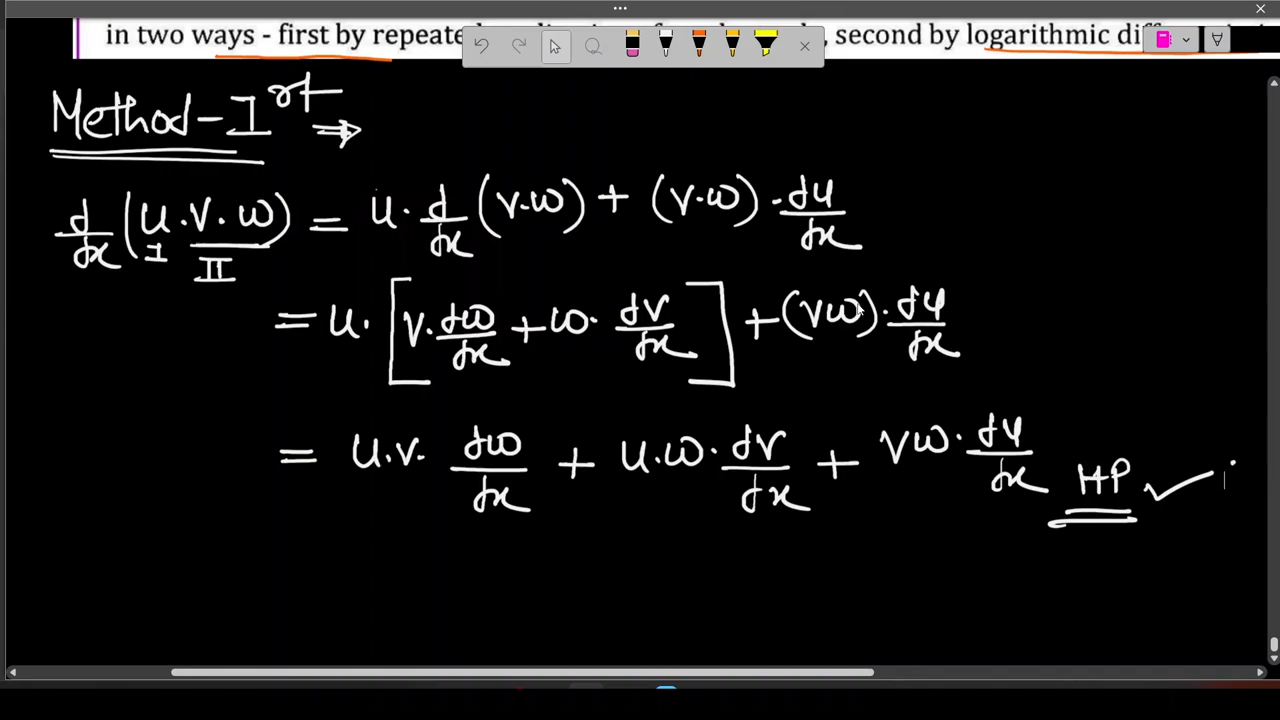 in two ways - first by repeate , second by logarithmic di
Method-I st ⇒
d/dx (u.v.w) = u. d/dx (v.w) + (v.w) . du/dx
I II
= u. [v. dw/dx + w. dv/dx] + (vw) . du/dx
= u.v. dw/dx + u.w. dv/dx + vw. du/dx HP ✓